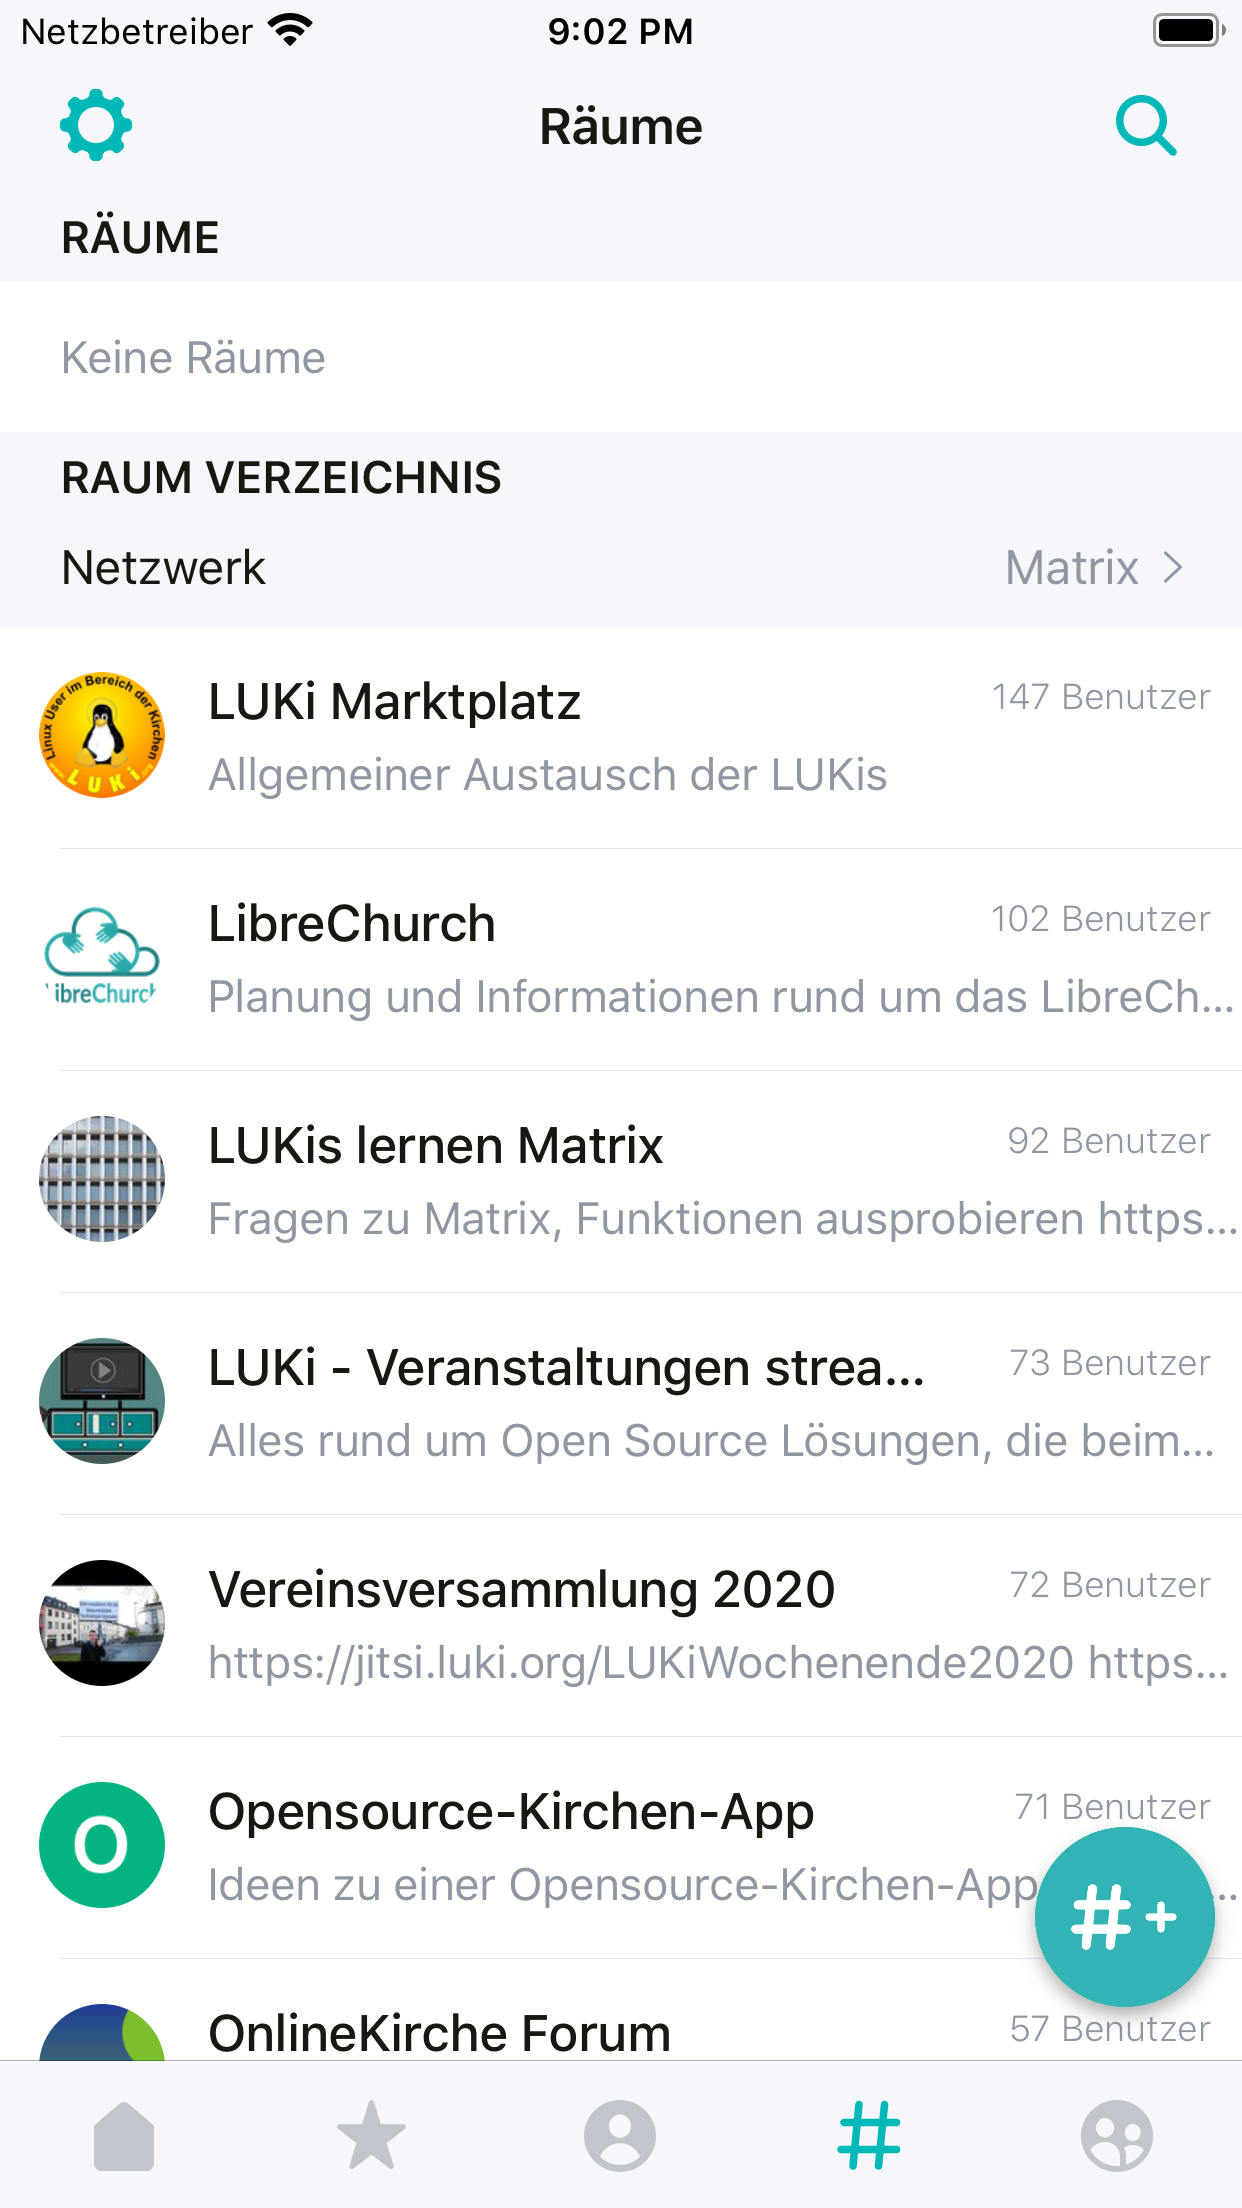 Netzbetreiber 9:02 PM
Räume
RÄUME
Keine Räume
RAUM VERZEICHNIS
Netzwerk Matrix
Linux User im Bereich der Kirchen
www.LUKi.org
LUKi Marktplatz 147 Benutzer
Allgemeiner Austausch der LUKis
LibreChurch 102 Benutzer
Planung und Informationen rund um das LibreCh...
LUKis lernen Matrix 92 Benutzer
Fragen zu Matrix, Funktionen ausprobieren https...
LUKi - Veranstaltungen strea... 73 Benutzer
Alles rund um Open Source Lösungen, die beim...
Vereinsversammlung 2020 72 Benutzer
https://jitsi.luki.org/LUKiWochenende2020 https...
O
Opensource-Kirchen-App 71 Benutzer
Ideen zu einer Opensource-Kirchen-App ...
#+
OnlineKirche Forum 57 Benutzer